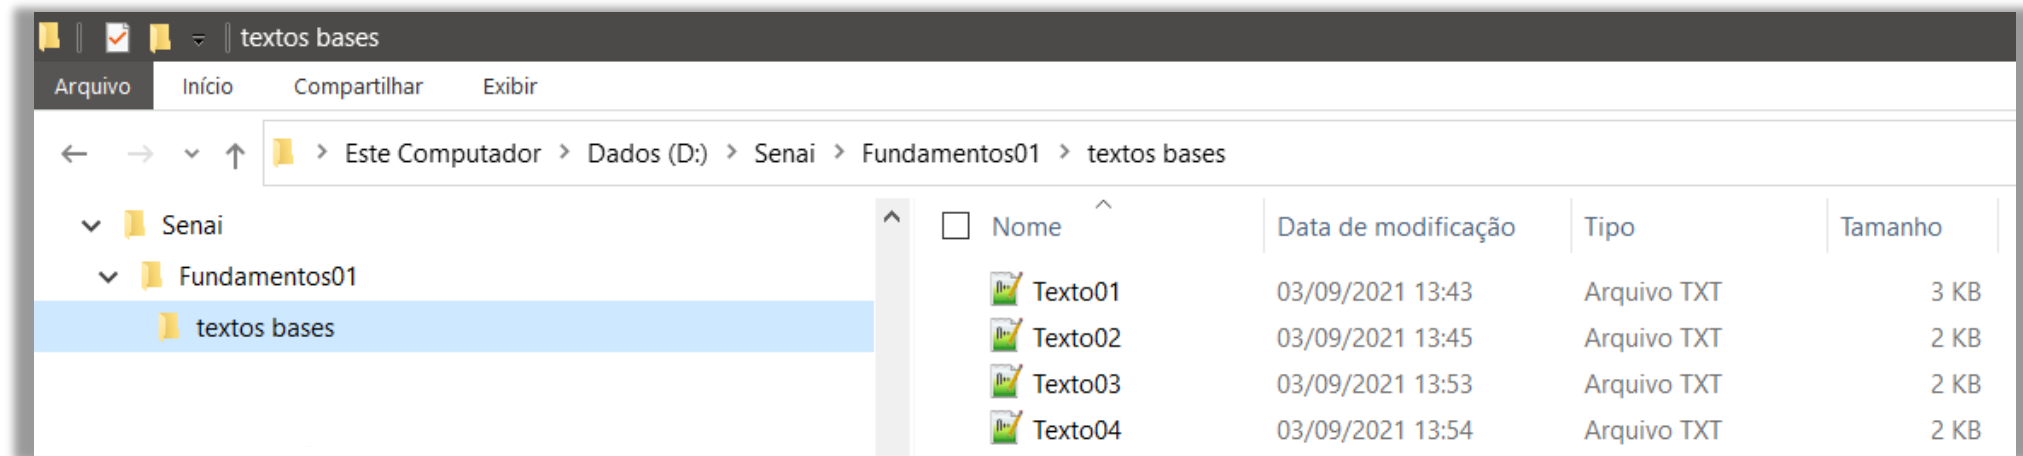 textos bases
Arquivo Início Compartilhar Exibir
Este Computador > Dados (D:) > Senai > Fundamentos01 > textos bases
Senai
Fundamentos01
textos bases
Nome Data de modificação Tipo Tamanho
Texto01 03/09/2021 13:43 Arquivo TXT 3 KB
Texto02 03/09/2021 13:45 Arquivo TXT 2 KB
Texto03 03/09/2021 13:53 Arquivo TXT 2 KB
Texto04 03/09/2021 13:54 Arquivo TXT 2 KB